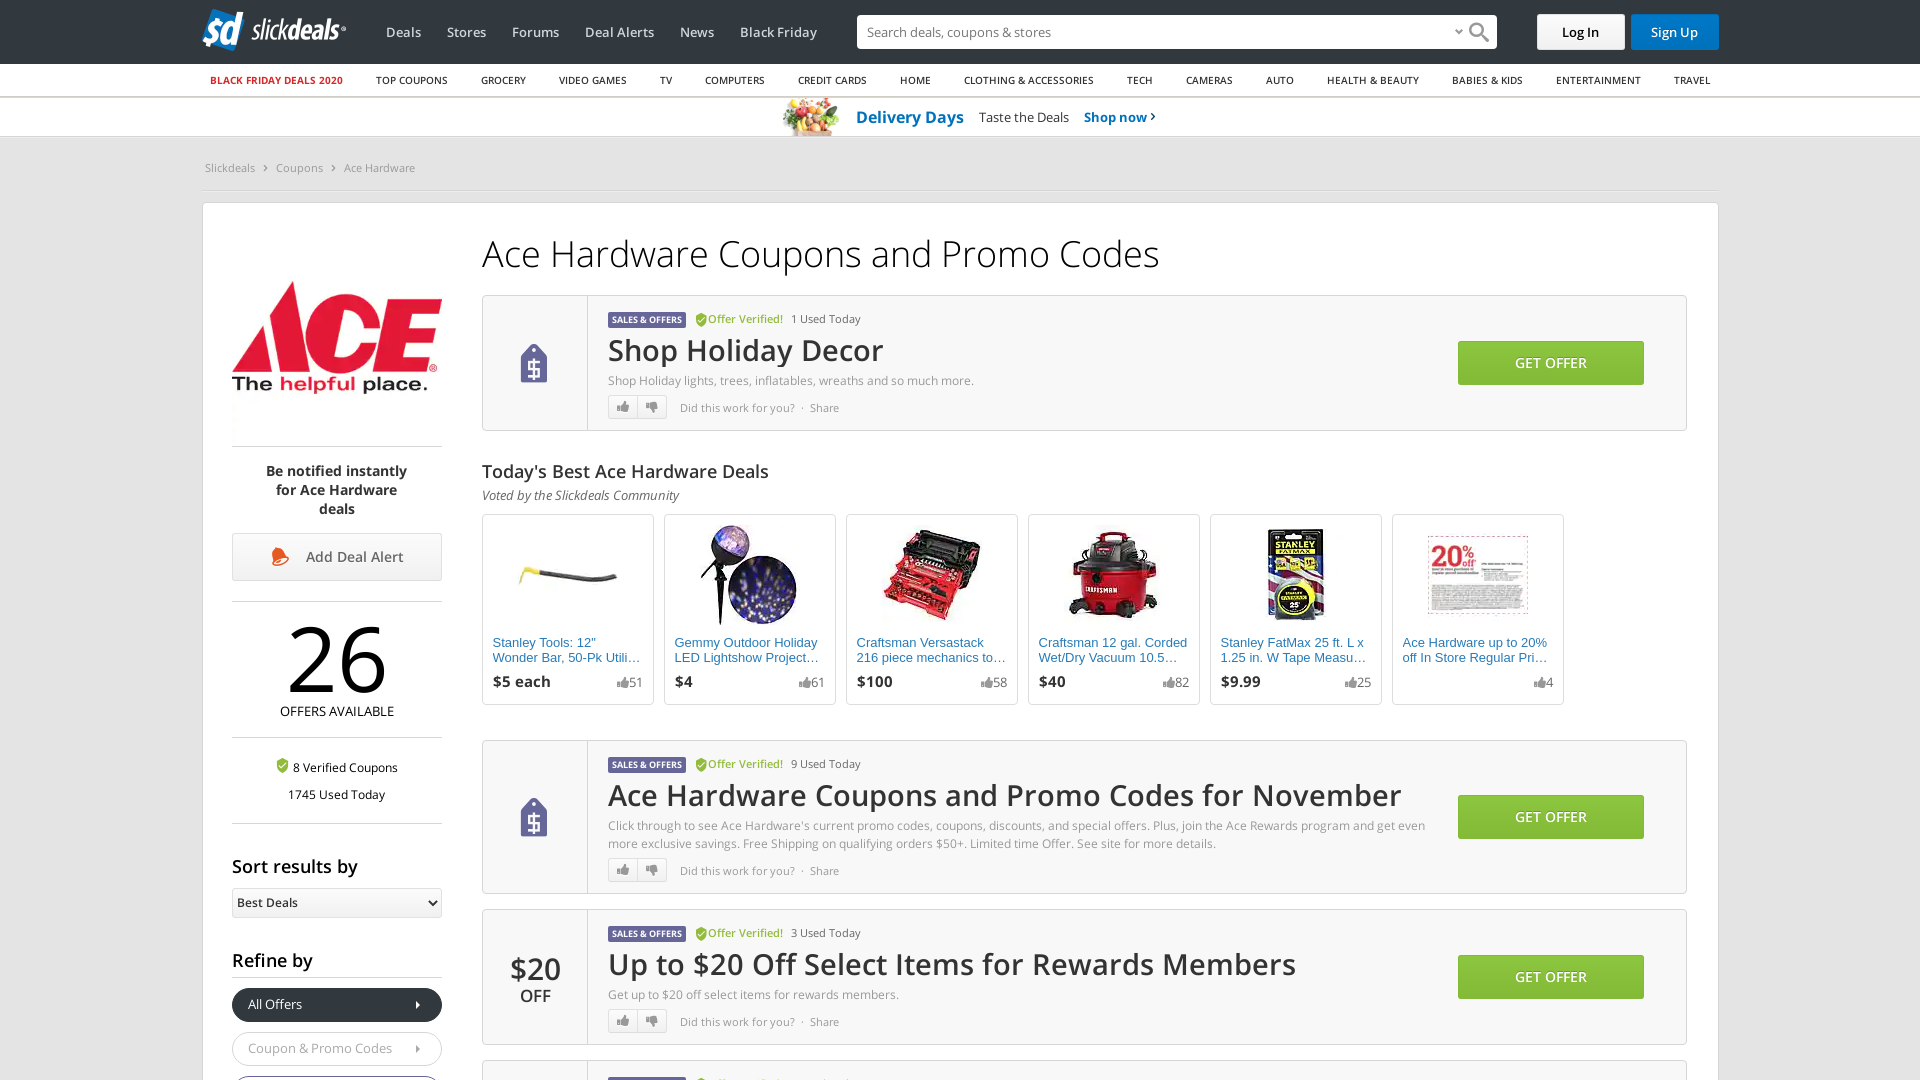 sd slickdeals
Deals
Stores
Forums
Deal Alerts
News
Black Friday
Search deals, coupons & stores
Log In
Sign Up
BLACK FRIDAY DEALS 2020
TOP COUPONS
GROCERY
VIDEO GAMES
TV
COMPUTERS
CREDIT CARDS
HOME
CLOTHING & ACCESSORIES
TECH
CAMERAS
AUTO
HEALTH & BEAUTY
BABIES & KIDS
ENTERTAINMENT
TRAVEL
Delivery Days Taste the Deals Shop now
Slickdeals > Coupons > Ace Hardware
ACE®
The helpful place.
Be notified instantly
for Ace Hardware
deals
Add Deal Alert
26
OFFERS AVAILABLE
8 Verified Coupons
1745 Used Today
Sort results by
Best Deals
Refine by
All Offers
Coupon & Promo Codes
Ace Hardware Coupons and Promo Codes
SALES & OFFERS Offer Verified! 1 Used Today
Shop Holiday Decor
Shop Holiday lights, trees, inflatables, wreaths and so much more.
Did this work for you? · Share
GET OFFER
Today's Best Ace Hardware Deals
Voted by the Slickdeals Community
Stanley Tools: 12"
Wonder Bar, 50-Pk Utili...
$5 each 51
Gemmy Outdoor Holiday
LED Lightshow Project...
$4 61
Craftsman Versastack
216 piece mechanics to...
$100 58
CRAFTSMAN
Craftsman 12 gal. Corded
Wet/Dry Vacuum 10.5...
$40 82
STANLEY
FATMAX
25'
Stanley FatMax 25 ft. L x
1.25 in. W Tape Measu...
$9.99 25
20% off
Ace Hardware up to 20%
off In Store Regular Pri...
4
SALES & OFFERS Offer Verified! 9 Used Today
Ace Hardware Coupons and Promo Codes for November
Click through to see Ace Hardware's current promo codes, coupons, discounts, and special offers. Plus, join the Ace Rewards program and get even
more exclusive savings. Free Shipping on qualifying orders $50+. Limited time Offer. See site for more details.
Did this work for you? · Share
GET OFFER
$20
OFF
SALES & OFFERS Offer Verified! 3 Used Today
Up to $20 Off Select Items for Rewards Members
Get up to $20 off select items for rewards members.
Did this work for you? · Share
GET OFFER